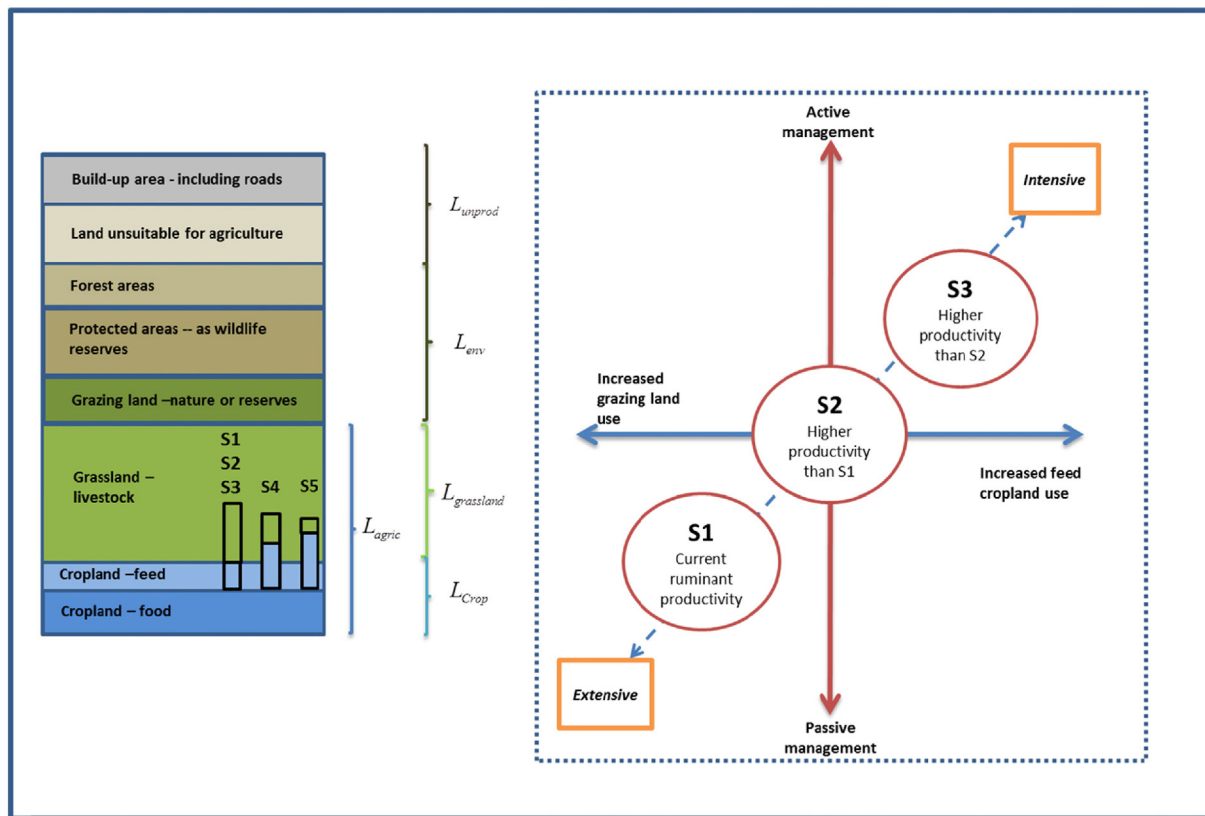 Build-up area - including roads
Land unsuitable for agriculture
Forest areas
Protected areas -- as wildlife
reserves
Grazing land –nature or reserves
Grassland –
livestock
S1
S2
S3
S4
S5
Cropland –feed
Cropland – food
L_unprod
L_env
L_grassland
L_agric
L_Crop
Active
management
Intensive
S3
Higher
productivity
than S2
Increased
grazing land
use
S2
Higher
productivity
than S1
Increased feed
cropland use
S1
Current
ruminant
productivity
Extensive
Passive
management